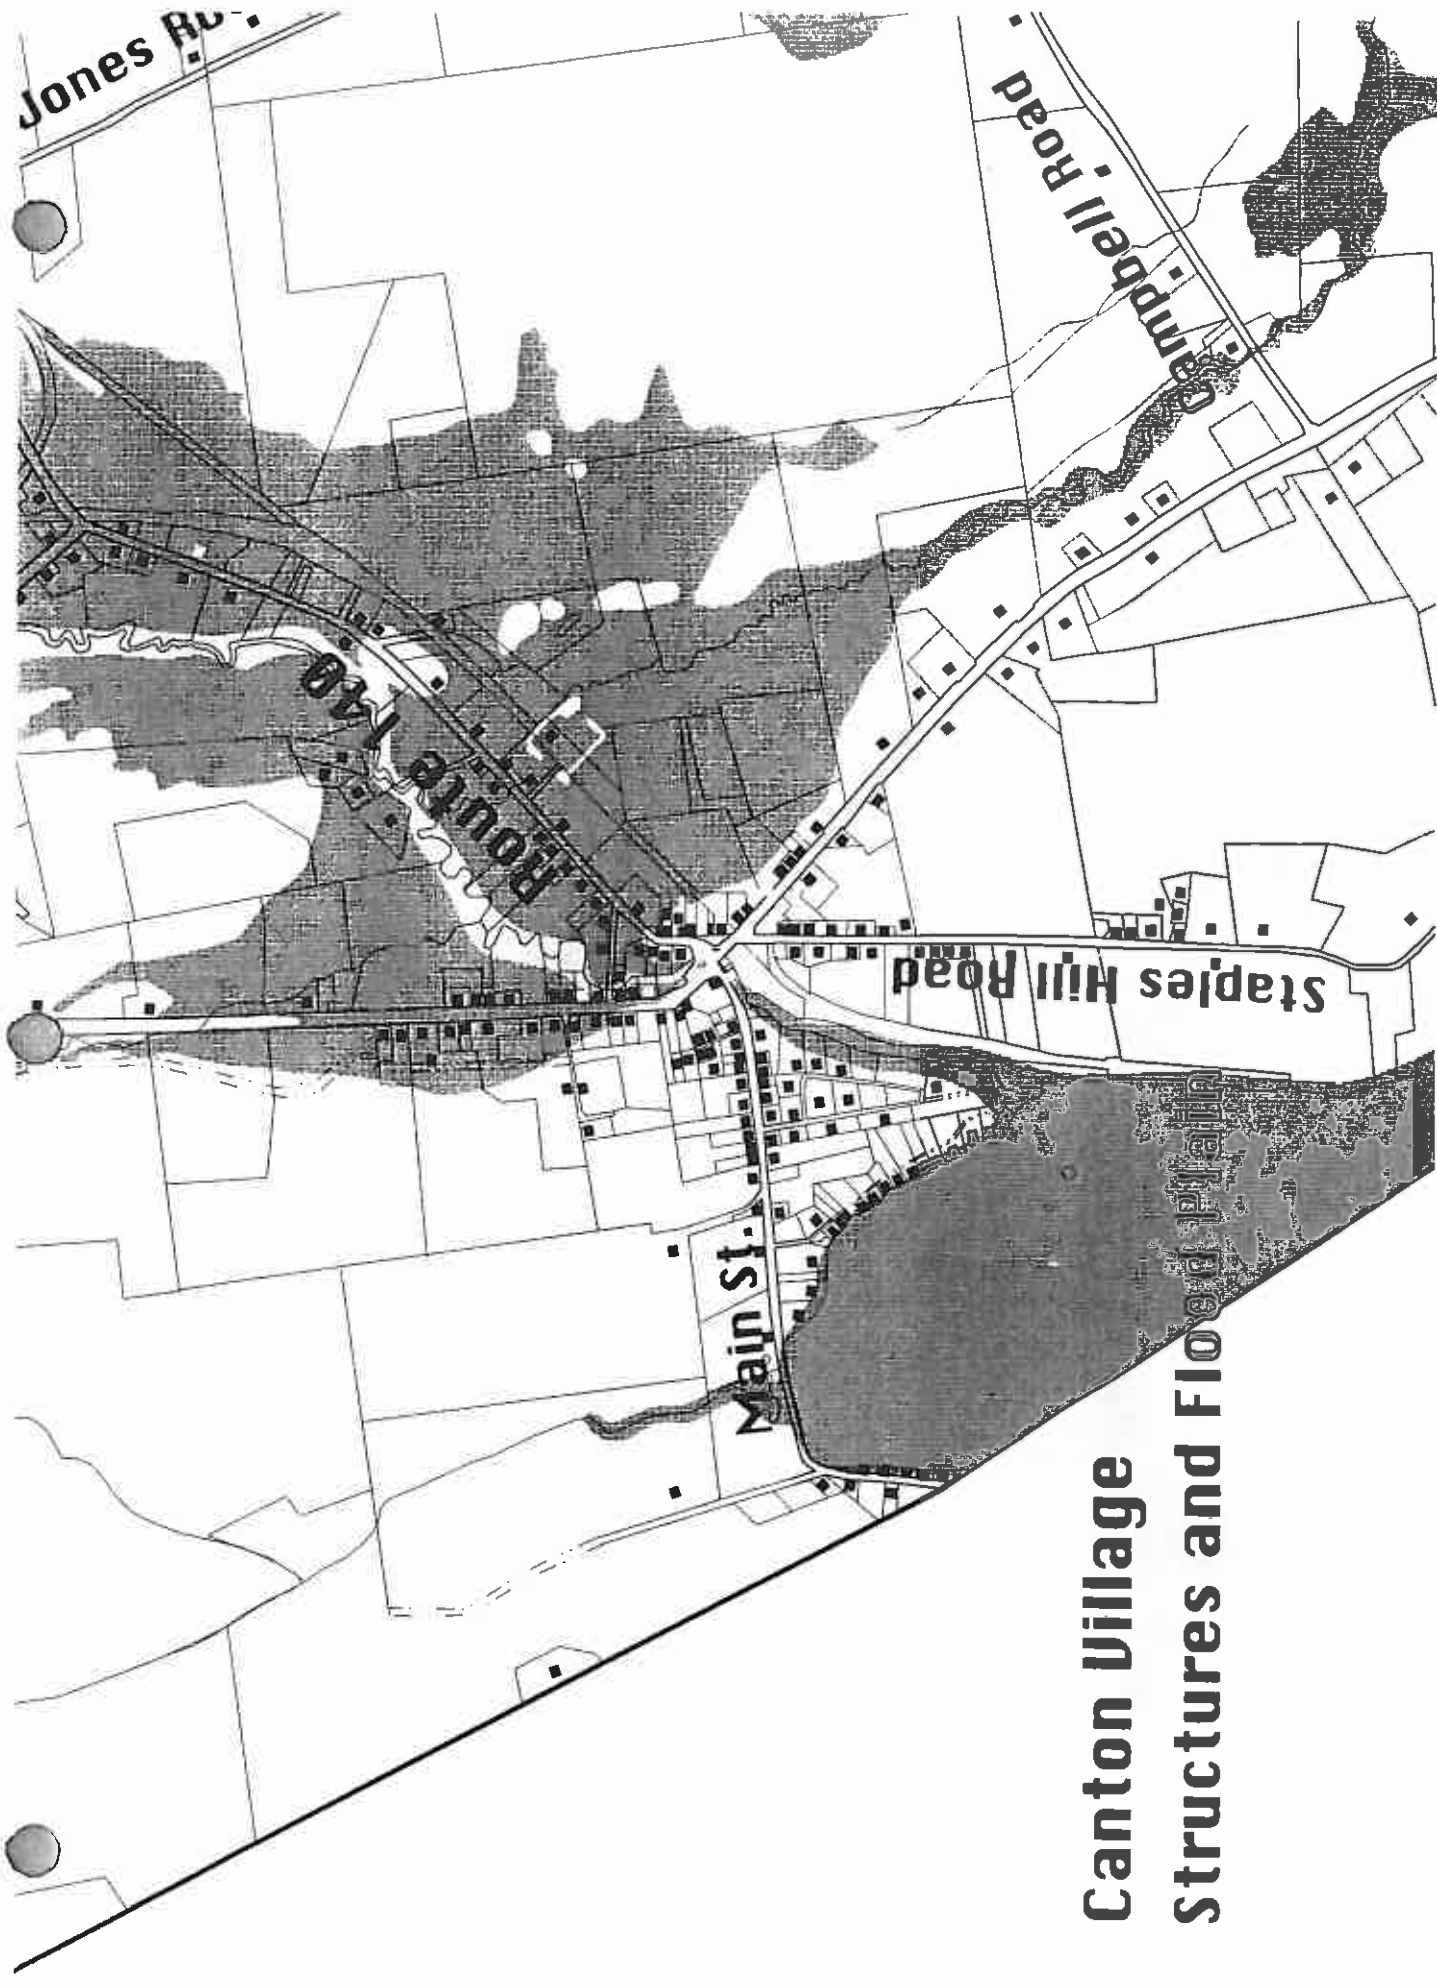 Jones Rd.
Campbell Road
Route 140
Staples Hill Road
Main St.
Canton Village
Structures and Flood plain